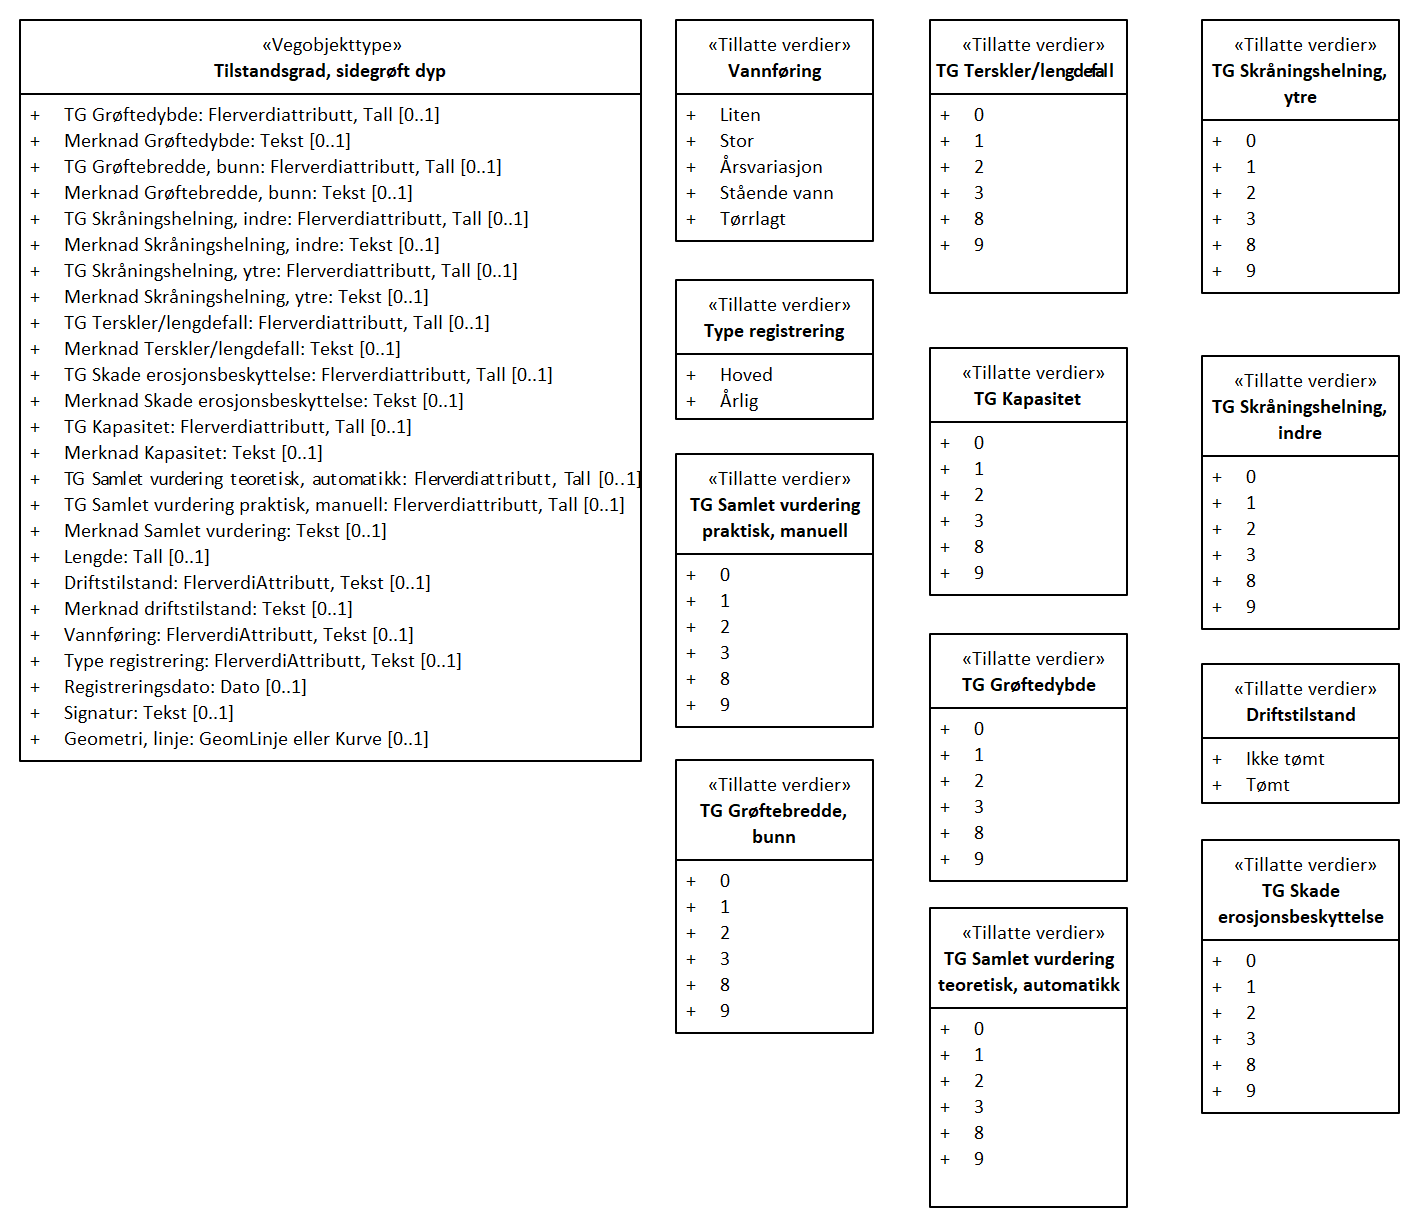 «Vegobjekttype»
Tilstandsgrad, sidegrøft dyp
+ TG Grøftedybde: Flerverdiattributt, Tall [0..1]
+ Merknad Grøftedybde: Tekst [0..1]
+ TG Grøftebredde, bunn: Flerverdiattributt, Tall [0..1]
+ Merknad Grøftebredde, bunn: Tekst [0..1]
+ TG Skråningshelning, indre: Flerverdiattributt, Tall [0..1]
+ Merknad Skråningshelning, indre: Tekst [0..1]
+ TG Skråningshelning, ytre: Flerverdiattributt, Tall [0..1]
+ Merknad Skråningshelning, ytre: Tekst [0..1]
+ TG Terskler/lengdefall: Flerverdiattributt, Tall [0..1]
+ Merknad Terskler/lengdefall: Tekst [0..1]
+ TG Skade erosjonsbeskyttelse: Flerverdiattributt, Tall [0..1]
+ Merknad Skade erosjonsbeskyttelse: Tekst [0..1]
+ TG Kapasitet: Flerverdiattributt, Tall [0..1]
+ Merknad Kapasitet: Tekst [0..1]
+ TG Samlet vurdering teoretisk, automatikk: Flerverdiattributt, Tall [0..1]
+ TG Samlet vurdering praktisk, manuell: Flerverdiattributt, Tall [0..1]
+ Merknad Samlet vurdering: Tekst [0..1]
+ Lengde: Tall [0..1]
+ Driftstilstand: FlerverdiAttributt, Tekst [0..1]
+ Merknad driftstilstand: Tekst [0..1]
+ Vannføring: FlerverdiAttributt, Tekst [0..1]
+ Type registrering: FlerverdiAttributt, Tekst [0..1]
+ Registreringsdato: Dato [0..1]
+ Signatur: Tekst [0..1]
+ Geometri, linje: GeomLinje eller Kurve [0..1]
«Tillatte verdier»
Vannføring
+ Liten
+ Stor
+ Årsvariasjon
+ Stående vann
+ Tørrlagt
«Tillatte verdier»
Type registrering
+ Hoved
+ Årlig
«Tillatte verdier»
TG Samlet vurdering
praktisk, manuell
+ 0
+ 1
+ 2
+ 3
+ 8
+ 9
«Tillatte verdier»
TG Grøftebredde,
bunn
+ 0
+ 1
+ 2
+ 3
+ 8
+ 9
«Tillatte verdier»
TG Terskler/lengdefall
+ 0
+ 1
+ 2
+ 3
+ 8
+ 9
«Tillatte verdier»
TG Kapasitet
+ 0
+ 1
+ 2
+ 3
+ 8
+ 9
«Tillatte verdier»
TG Grøftedybde
+ 0
+ 1
+ 2
+ 3
+ 8
+ 9
«Tillatte verdier»
TG Samlet vurdering
teoretisk, automatikk
+ 0
+ 1
+ 2
+ 3
+ 8
+ 9
«Tillatte verdier»
TG Skråningshelning,
ytre
+ 0
+ 1
+ 2
+ 3
+ 8
+ 9
«Tillatte verdier»
TG Skråningshelning,
indre
+ 0
+ 1
+ 2
+ 3
+ 8
+ 9
«Tillatte verdier»
Driftstilstand
+ Ikke tømt
+ Tømt
«Tillatte verdier»
TG Skade
erosjonsbeskyttelse
+ 0
+ 1
+ 2
+ 3
+ 8
+ 9